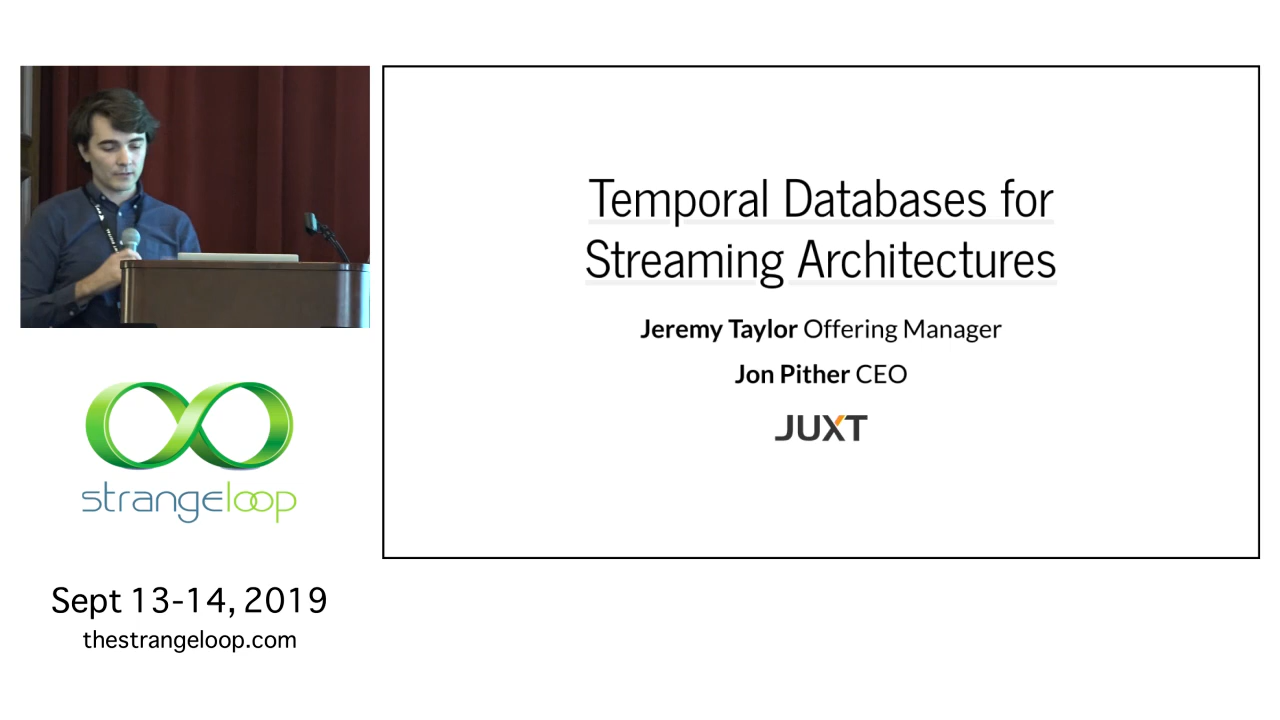 Temporal Databases for
Streaming Architectures
Jeremy Taylor Offering Manager
Jon Pither CEO
JUXT
strangeloop
Sept 13-14, 2019
thestrangeloop.com